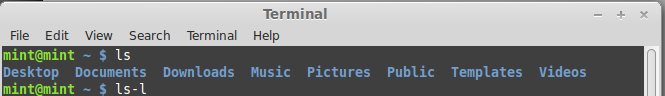 Terminal
File Edit View Search Terminal Help
mint@mint ~ $ ls
Desktop Documents Downloads Music Pictures Public Templates Videos
mint@mint ~ $ ls-l